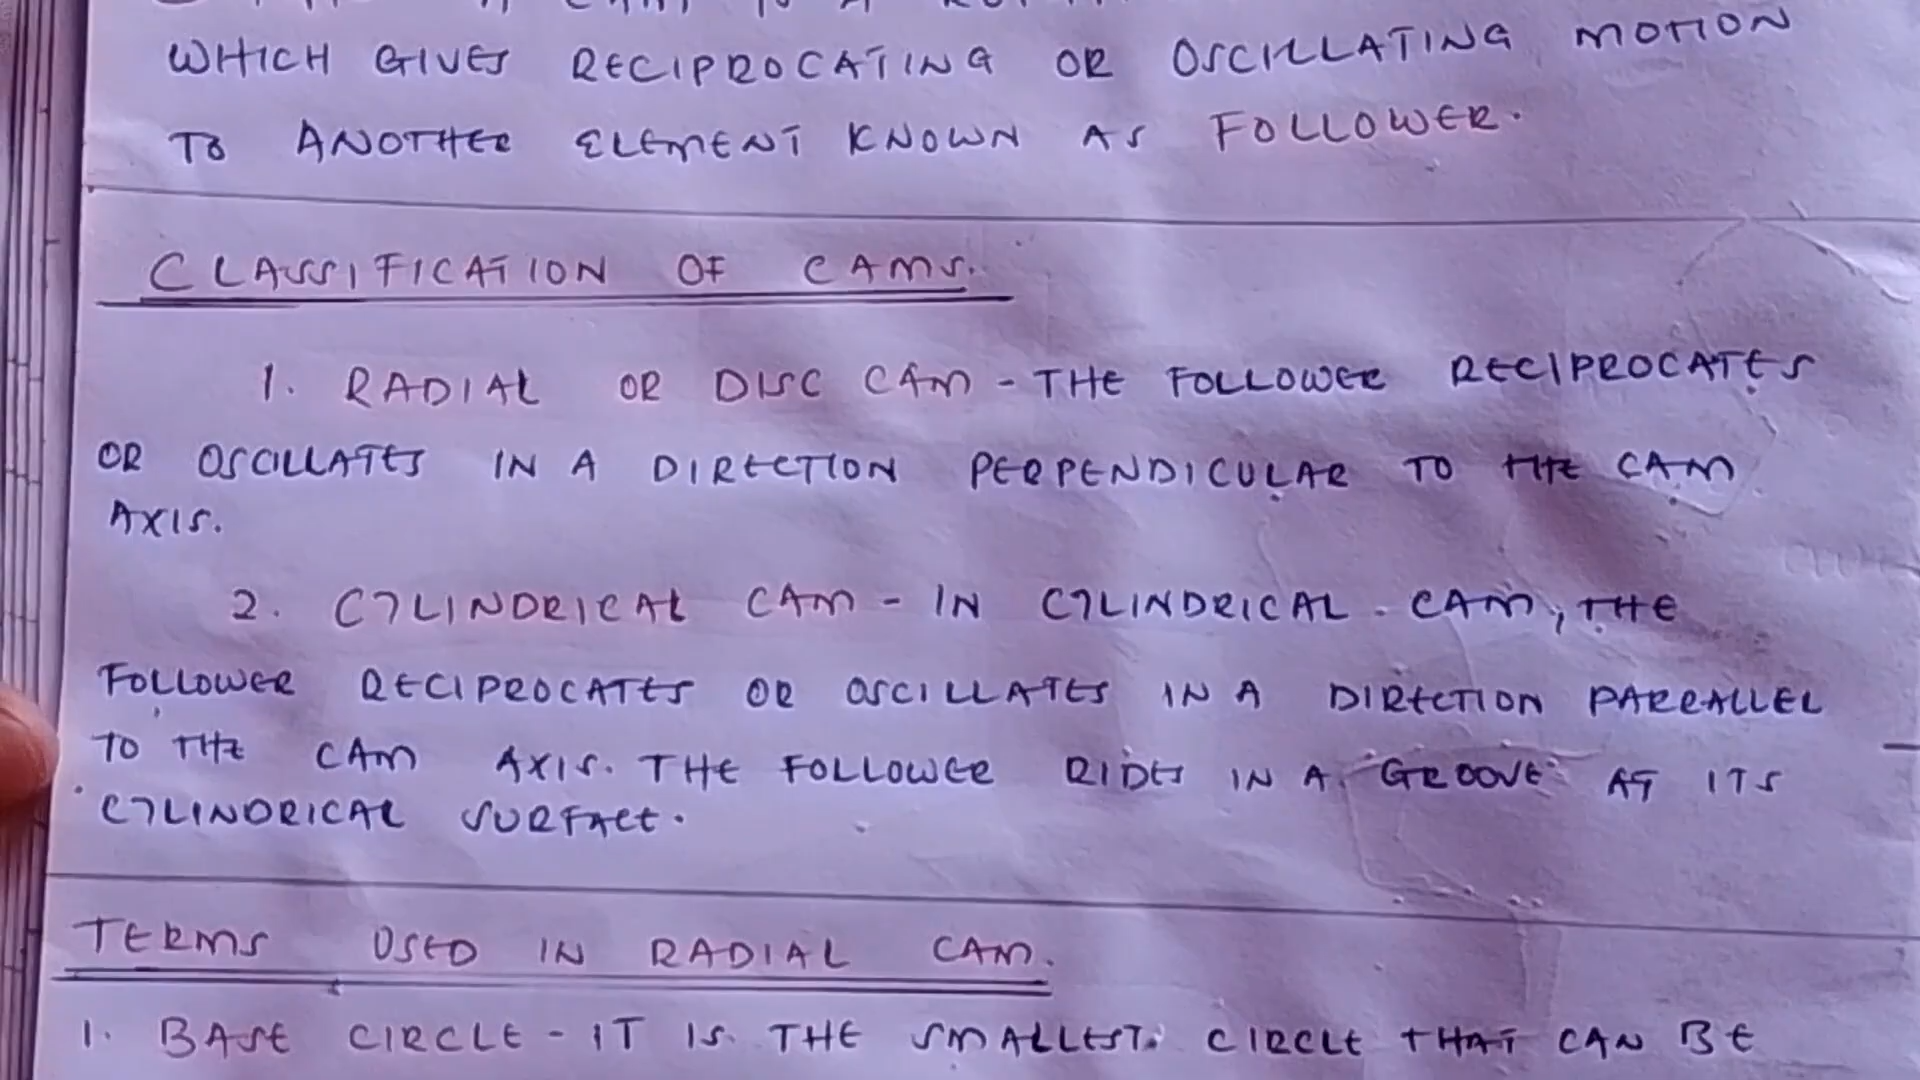 WHICH GIVES RECIPROCATING OR OSCILLATING MOTION
TO ANOTHER ELEMENT KNOWN AS FOLLOWER.
CLASSIFICATION OF CAMS.
1. RADIAL OR DISC CAM - THE FOLLOWER RECIPROCATES
OR OSCILLATES IN A DIRECTION PERPENDICULAR TO THE CAM
AXIS.
2. CYLINDRICAL CAM - IN CYLINDRICAL CAM, THE
FOLLOWER RECIPROCATES OR OSCILLATES IN A DIRECTION PARRALLEL
TO THE CAM AXIS. THE FOLLOWER RIDES IN A GROOVE AT ITS
CYLINDRICAL SURFACE.
TERMS USED IN RADIAL CAM.
1. BASE CIRCLE - IT IS THE SMALLEST CIRCLE THAT CAN BE